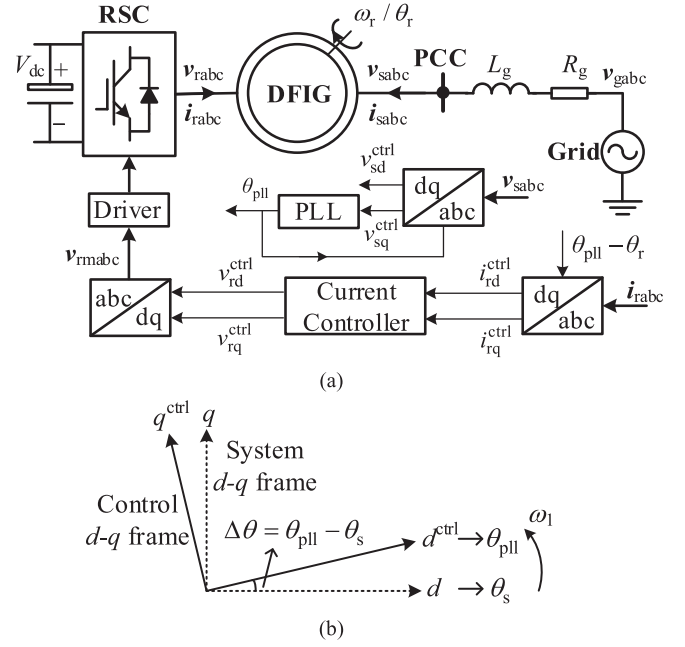 RSC
ω_r / θ_r
V_dc
+
−
v_rabc
i_rabc
DFIG
v_sabc
i_sabc
PCC
L_g
R_g
v_gabc
Grid
Driver
θ_pll
PLL
v_sd^ctrl
v_sq^ctrl
dq
abc
v_sabc
v_rmabc
abc
dq
v_rd^ctrl
v_rq^ctrl
Current
Controller
i_rd^ctrl
i_rq^ctrl
θ_pll − θ_r
dq
abc
i_rabc
(a)
q^ctrl
q
System
d-q frame
Control
d-q frame
Δθ = θ_pll − θ_s
d^ctrl → θ_pll
ω_1
d → θ_s
(b)